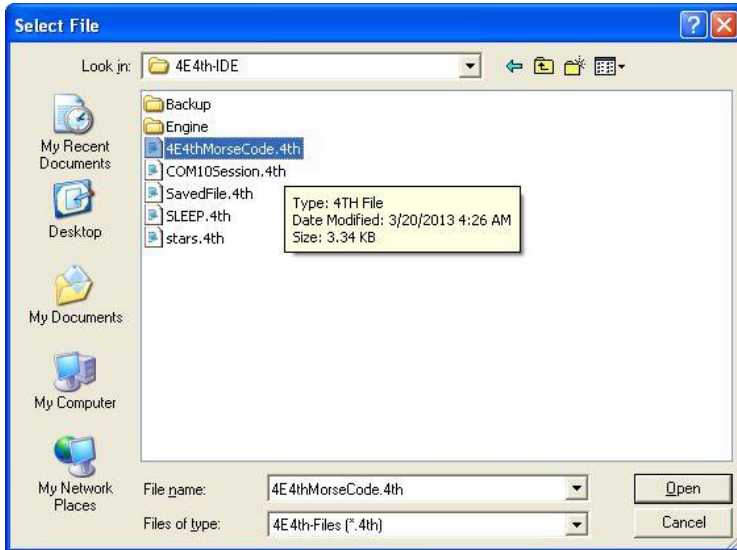 Select File
Look in:
4E4th-IDE
My Recent
Documents
Desktop
My Documents
My Computer
My Network
Places
Backup
Engine
4E4thMorseCode.4th
COM10Session.4th
SavedFile.4th
SLEEP.4th
stars.4th
Type: 4TH File
Date Modified: 3/20/2013 4:26 AM
Size: 3.34 KB
File name:
4E4thMorseCode.4th
Open
Files of type:
4E4th-Files (*.4th)
Cancel